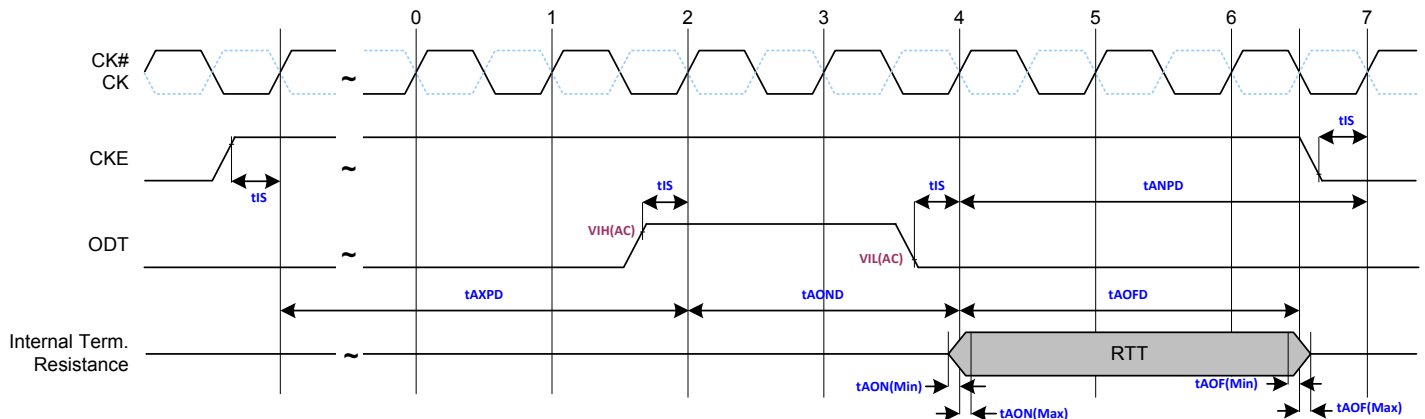 0 1 2 3 4 5 6 7
CK#
CK
~
CKE
~
tIS
tIS
tIS
tIS
tANPD
ODT
~
VIH(AC)
VIL(AC)
tAXPD
tAOND
tAOFD
Internal Term.
Resistance
~
RTT
tAON(Min)
tAOF(Min)
tAON(Max)
tAOF(Max)